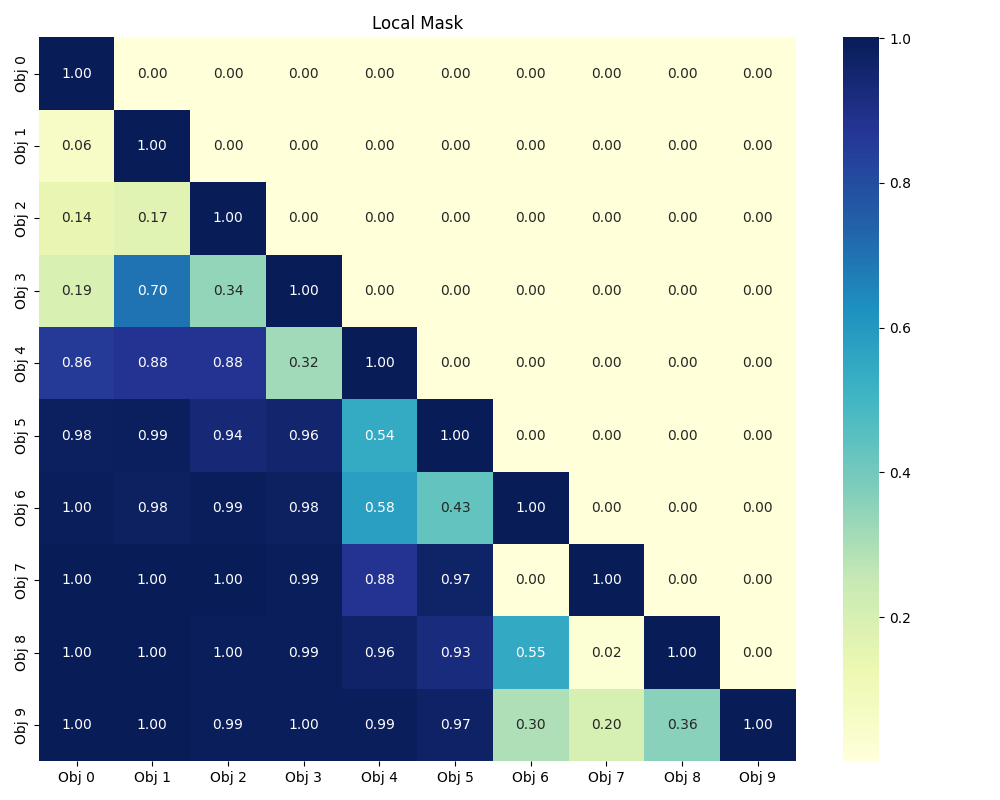 Local Mask
Obj 0 1.00 0.00 0.00 0.00 0.00 0.00 0.00 0.00 0.00 0.00
Obj 1 0.06 1.00 0.00 0.00 0.00 0.00 0.00 0.00 0.00 0.00
Obj 2 0.14 0.17 1.00 0.00 0.00 0.00 0.00 0.00 0.00 0.00
Obj 3 0.19 0.70 0.34 1.00 0.00 0.00 0.00 0.00 0.00 0.00
Obj 4 0.86 0.88 0.88 0.32 1.00 0.00 0.00 0.00 0.00 0.00
Obj 5 0.98 0.99 0.94 0.96 0.54 1.00 0.00 0.00 0.00 0.00
Obj 6 1.00 0.98 0.99 0.98 0.58 0.43 1.00 0.00 0.00 0.00
Obj 7 1.00 1.00 1.00 0.99 0.88 0.97 0.00 1.00 0.00 0.00
Obj 8 1.00 1.00 1.00 0.99 0.96 0.93 0.55 0.02 1.00 0.00
Obj 9 1.00 1.00 0.99 1.00 0.99 0.97 0.30 0.20 0.36 1.00
Obj 0 Obj 1 Obj 2 Obj 3 Obj 4 Obj 5 Obj 6 Obj 7 Obj 8 Obj 9
1.0
0.8
0.6
0.4
0.2